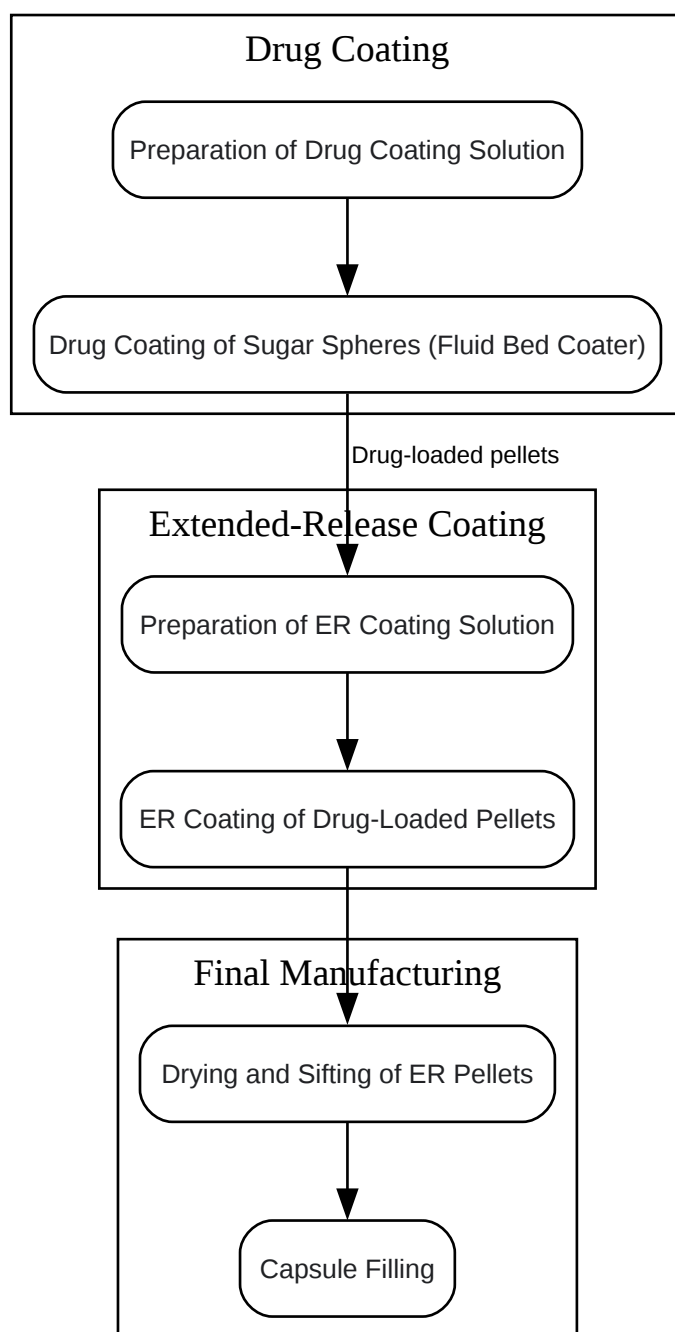 Drug Coating
Preparation of Drug Coating Solution
Drug Coating of Sugar Spheres (Fluid Bed Coater)
Drug-loaded pellets
Extended-Release Coating
Preparation of ER Coating Solution
ER Coating of Drug-Loaded Pellets
Final Manufacturing
Drying and Sifting of ER Pellets
Capsule Filling